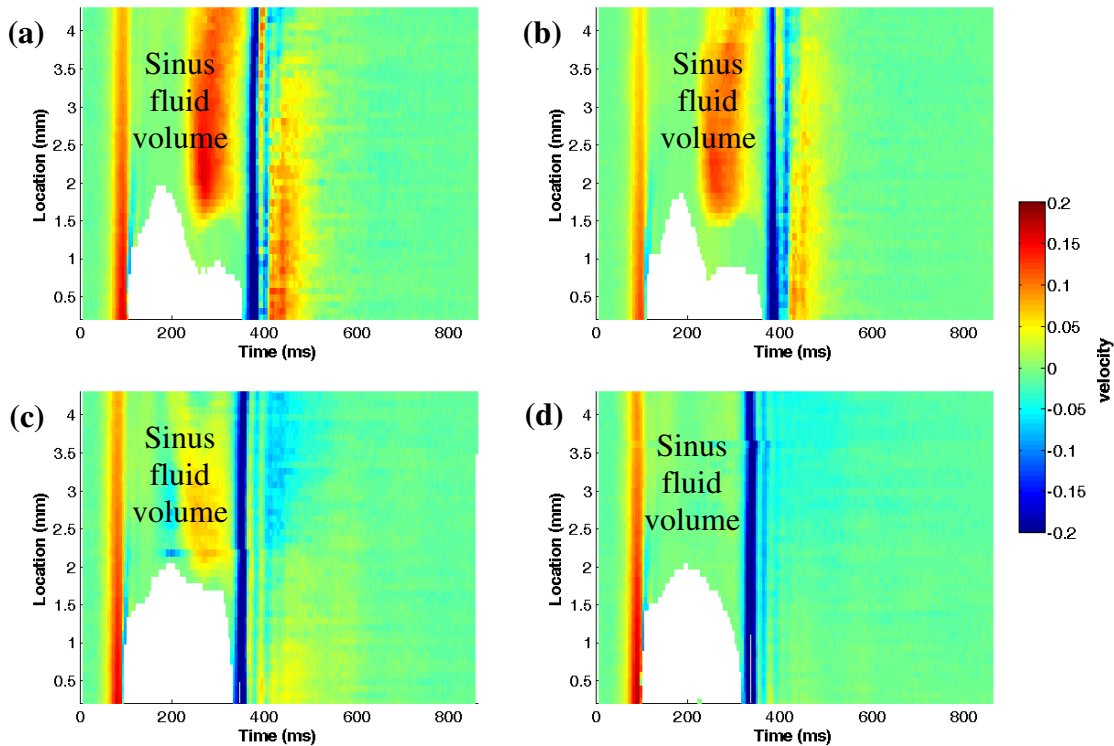 (a)
Sinus
fluid
volume
Location (mm)
4
3.5
3
2.5
2
1.5
1
0.5
0 200 400 600 800
Time (ms)
(b)
Sinus
fluid
volume
Location (mm)
4
3.5
3
2.5
2
1.5
1
0.5
0 200 400 600 800
Time (ms)
(c)
Sinus
fluid
volume
Location (mm)
4
3.5
3
2.5
2
1.5
1
0.5
0 200 400 600 800
Time (ms)
(d)
Sinus
fluid
volume
Location (mm)
4
3.5
3
2.5
2
1.5
1
0.5
0 200 400 600 800
Time (ms)
0.2
0.15
0.1
0.05
0
-0.05
-0.1
-0.15
-0.2
velocity